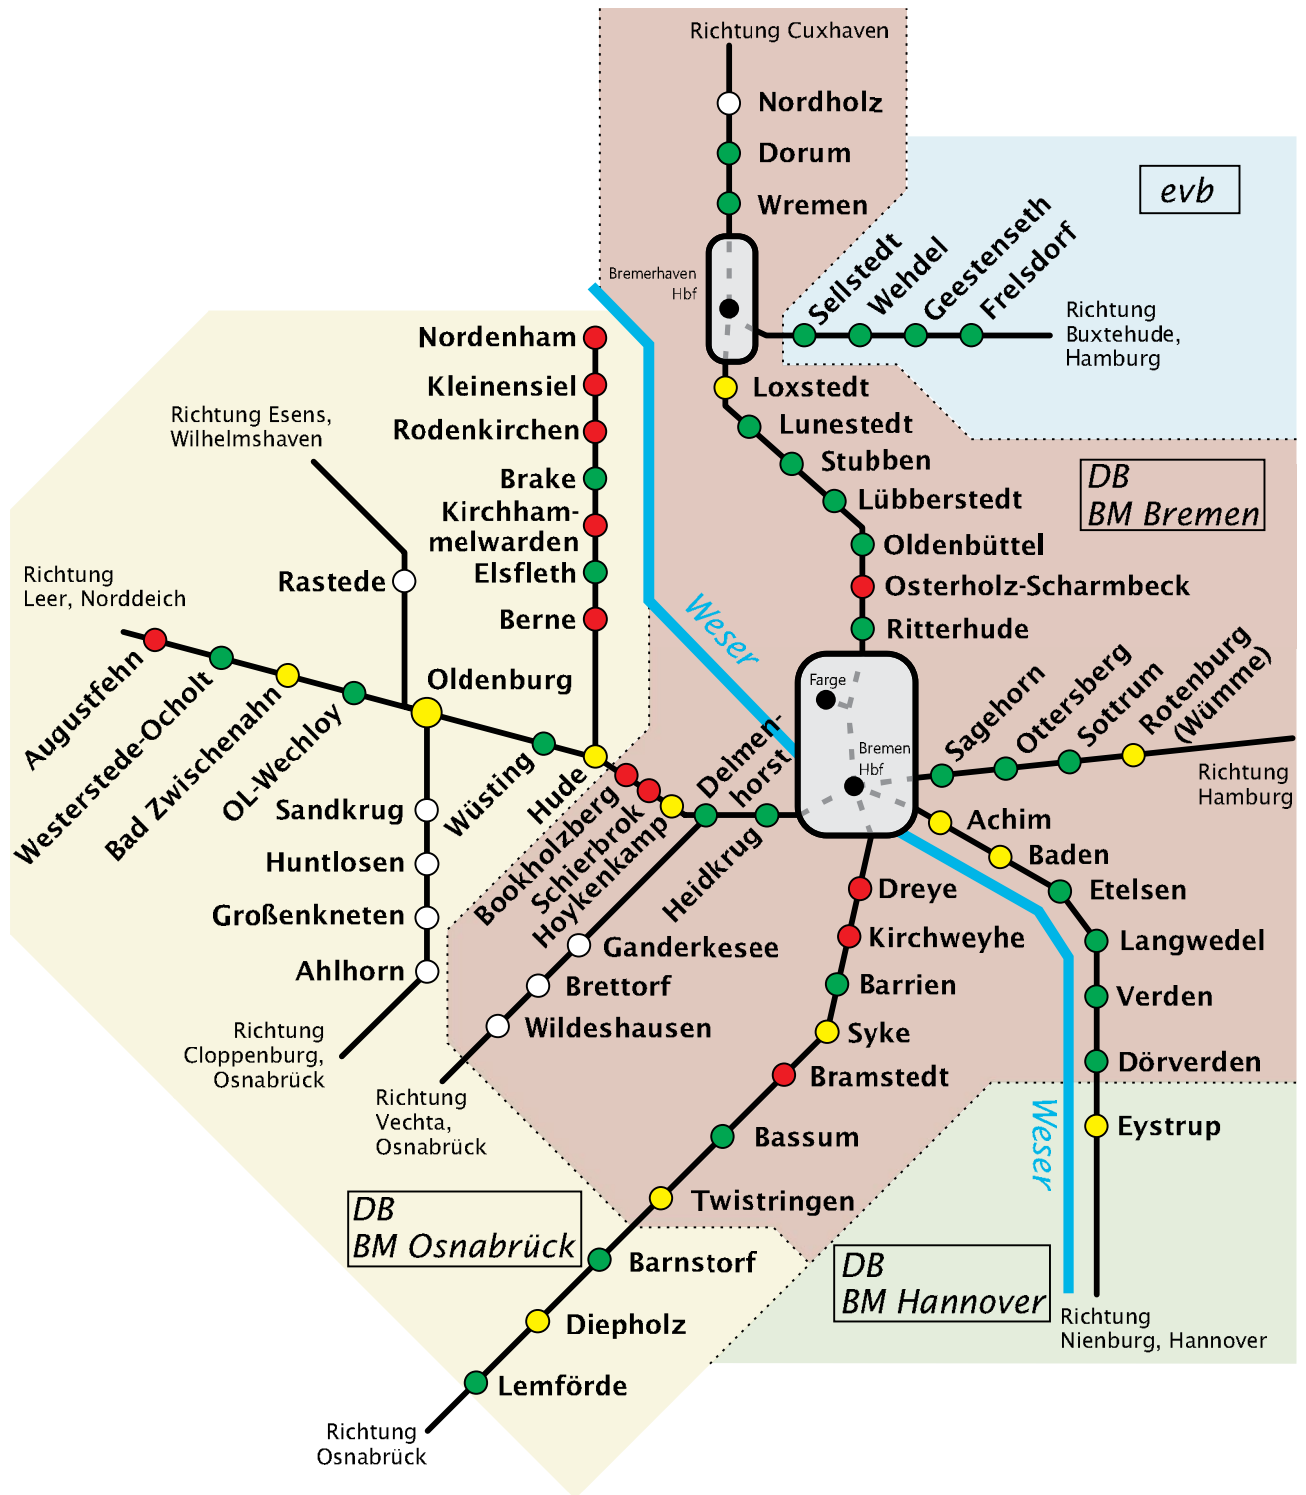 Richtung Cuxhaven
Nordholz
Dorum
Wremen
evb
Bremerhaven
Hbf
Sellstedt
Wehdel
Geestenseth
Frelsdorf
Richtung
Buxtehude,
Hamburg
Nordenham
Kleinensiel
Rodenkirchen
Brake
Kirchham-
melwarden
Elsfleth
Berne
Richtung Esens,
Wilhelmshaven
Loxstedt
Lunestedt
Stubben
Lübberstedt
Oldenbüttel
Osterholz-Scharmbeck
Ritterhude
DB
BM Bremen
Richtung
Leer, Norddeich
Rastede
Weser
Augustfehn
Westerstede-Ocholt
Bad Zwischenahn
OL-Wechloy
Oldenburg
Wüsting
Hude
Bookholzberg
Schierbrok
Hoykenkamp
Delmen-
horst
Heidkrug
Farge
Bremen
Hbf
Sagehorn
Ottersberg
Sottrum
Rotenburg
(Wümme)
Richtung
Hamburg
Sandkrug
Huntlosen
Großenkneten
Ahlhorn
Richtung
Cloppenburg,
Osnabrück
Ganderkesee
Brettorf
Wildeshausen
Richtung
Vechta,
Osnabrück
Achim
Baden
Etelsen
Langwedel
Verden
Dörverden
Eystrup
Weser
Dreye
Kirchweyhe
Barrien
Syke
Bramstedt
Bassum
Twistringen
Barnstorf
Diepholz
Lemförde
DB
BM Osnabrück
DB
BM Hannover
Richtung
Nienburg, Hannover
Richtung
Osnabrück